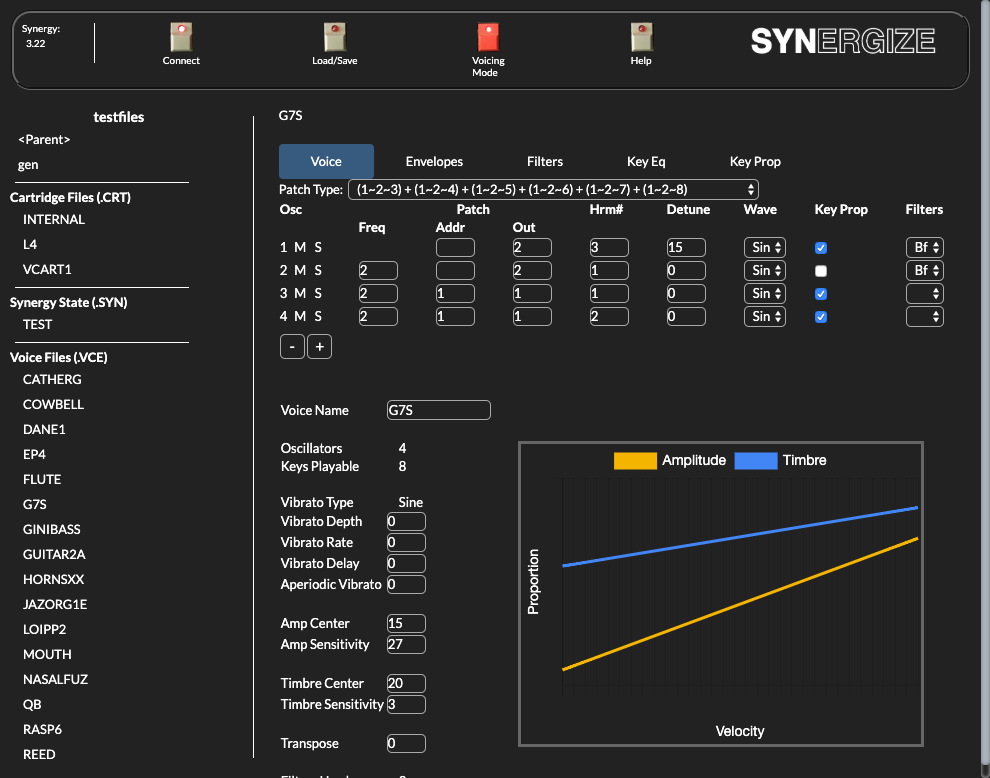 Synergy:
3.22
Connect
Load/Save
Voicing
Mode
Help
SYNERGIZE
testfiles
<Parent>
gen
Cartridge Files (.CRT)
INTERNAL
L4
VCART1
Synergy State (.SYN)
TEST
Voice Files (.VCE)
CATHERG
COWBELL
DANE1
EP4
FLUTE
G7S
GINIBASS
GUITAR2A
HORNSXX
JAZORG1E
LOIPP2
MOUTH
NASALFUZ
QB
RASP6
REED
G7S
Voice Envelopes Filters Key Eq Key Prop
Patch Type: (1~2~3) + (1~2~4) + (1~2~5) + (1~2~6) + (1~2~7) + (1~2~8)
Osc Patch Hrm# Detune Wave Key Prop Filters
Freq Addr Out
1 M S 2 3 15 Sin Bf
2 M S 2 2 1 0 Sin Bf
3 M S 2 1 1 1 0 Sin
4 M S 2 1 1 2 0 Sin
- +
Voice Name G7S
Oscillators 4
Keys Playable 8
Vibrato Type Sine
Vibrato Depth 0
Vibrato Rate 0
Vibrato Delay 0
Aperiodic Vibrato 0
Amp Center 15
Amp Sensitivity 27
Timbre Center 20
Timbre Sensitivity 3
Transpose 0
Amplitude Timbre
Proportion
Velocity